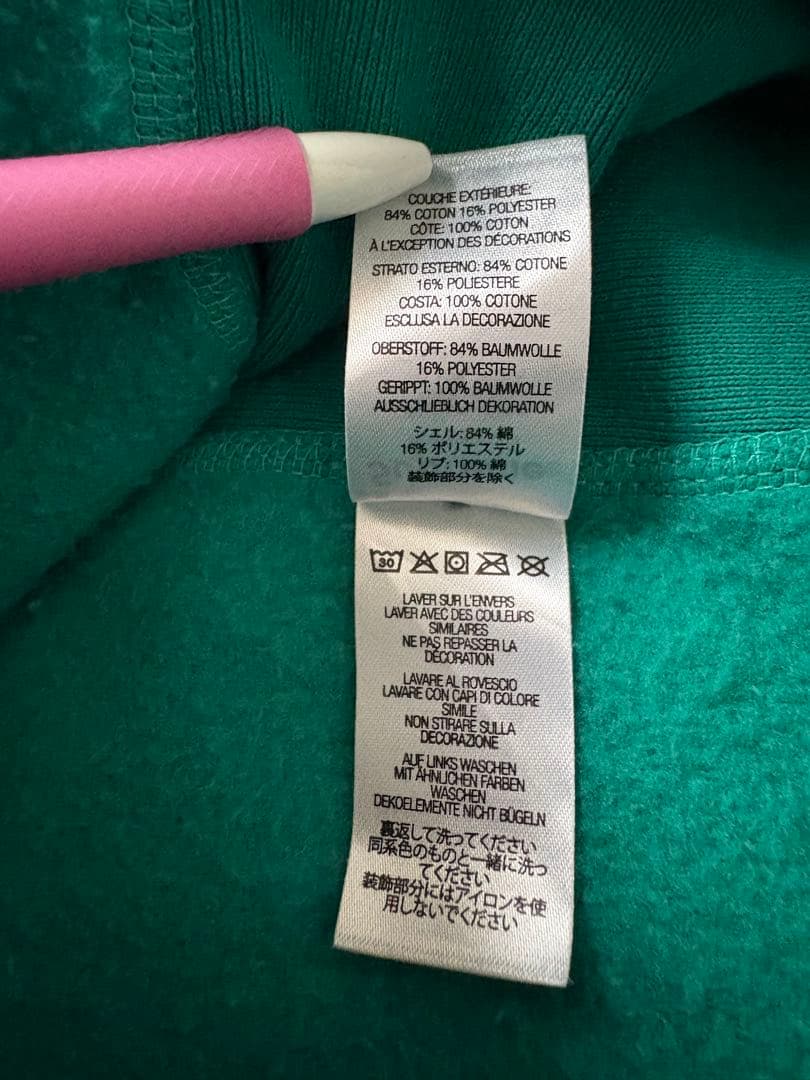 COUCHE EXTÉRIEURE:
84% COTON 16% POLYESTER
CÔTE: 100% COTON
À L'EXCEPTION DES DÉCORATIONS
STRATO ESTERNO: 84% COTONE
16% POLIESTERE
COSTA: 100% COTONE
ESCLUSA LA DECORAZIONE
OBERSTOFF: 84% BAUMWOLLE
16% POLYESTER
GERIPPT: 100% BAUMWOLLE
AUSSCHLIEBLICH DEKORATION
シェル: 84% 綿
16% ポリエステル
リブ: 100% 綿
装飾部分を除く
30
LAVER SUR L'ENVERS
LAVER AVEC DES COULEURS
SIMILAIRES
NE PAS REPASSER LA
DÉCORATION
LAVARE AL ROVESCIO
LAVARE CON CAPI DI COLORE
SIMILE
NON STIRARE SULLA
DECORAZIONE
AUF LINKS WASCHEN
MIT ÄHNLICHEN FARBEN
WASCHEN
DEKOELEMENTE NICHT BÜGELN
裏返して洗ってください
同系色のものと一緒に洗っ
てください
装飾部分にはアイロンを使
用しないでください